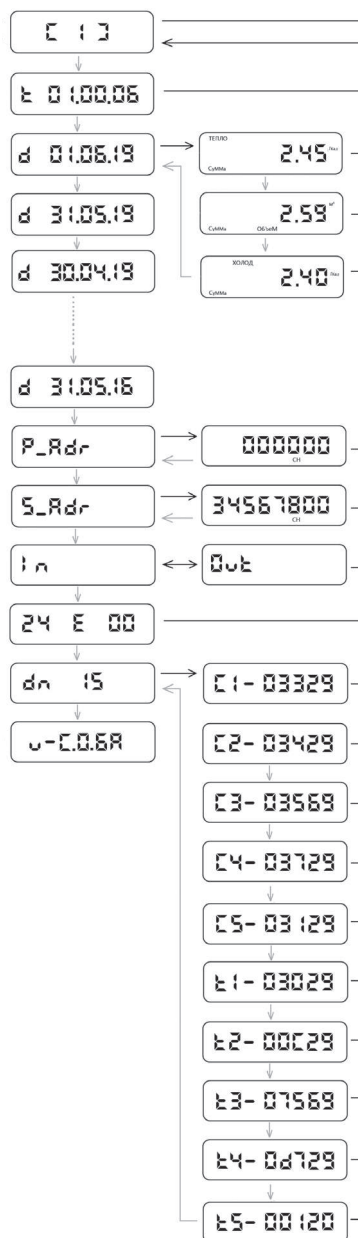 [ 1 ]
t 01.00.06
d 01.06.19
ТЕПЛО
2.45 Гкал
Сумма
d 31.05.19
2.59 м³
Сумма Объем
d 30.04.19
ХОЛОД
2.40 Гкал
Сумма
d 31.05.16
P_Adr
000000
СН
S_Adr
34567800
СН
In
Out
24 E 00
dn 15
C1- 03329
u-C.0.6A
C2- 03429
C3- 03569
C4- 03729
C5- 03129
t1- 03029
t2- 00C29
t3- 07569
t4- 0d729
t5- 00120